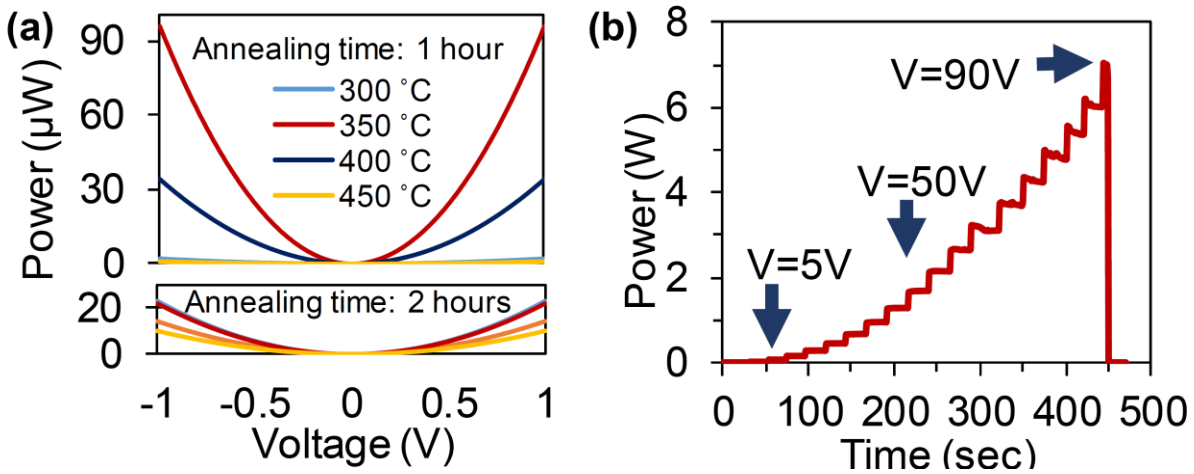 (a)
Power (µW)
90
60
30
0
Annealing time: 1 hour
300 ˚C
350 ˚C
400 ˚C
450 ˚C
20
0
Annealing time: 2 hours
-1 -0.5 0 0.5 1
Voltage (V)
(b)
Power (W)
8
6
4
2
0
V=90V
V=50V
V=5V
0 100 200 300 400 500
Time (sec)